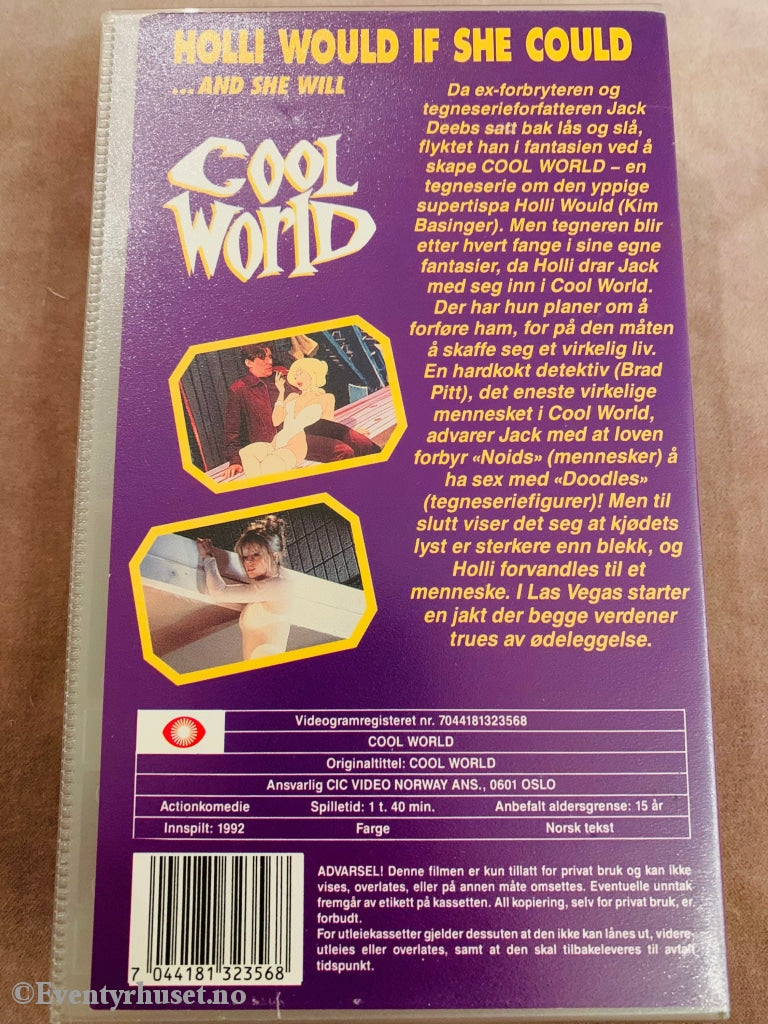 HOLLI WOULD IF SHE COULD
...AND SHE WILL
COOL
WORLD
Da ex-forbryteren og
tegneserieforfatteren Jack
Deebs satt bak lås og slå,
flyktet han i fantasien ved å
skape COOL WORLD – en
tegneserie om den yppige
supertispa Holli Would (Kim
Basinger). Men tegneren blir
etter hvert fange i sine egne
fantasier, da Holli drar Jack
med seg inn i Cool World.
Der har hun planer om å
forføre ham, for på den måten
å skaffe seg et virkelig liv.
En hardkokt detektiv (Brad
Pitt), det eneste virkelige
mennesket i Cool World,
advarer Jack med at loven
forbyr «Noids» (mennesker) å
ha sex med «Doodles»
(tegneseriefigurer)! Men til
slutt viser det seg at kjødets
lyst er sterkere enn blekk, og
Holli forvandles til et
menneske. I Las Vegas starter
en jakt der begge verdener
trues av ødeleggelse.
Videogramregisteret nr. 7044181323568
COOL WORLD
Originaltittel: COOL WORLD
Ansvarlig CIC VIDEO NORWAY ANS., 0601 OSLO
Actionkomedie Spilletid: 1 t. 40 min. Anbefalt aldersgrense: 15 år
Innspilt: 1992 Farge Norsk tekst
ADVARSEL! Denne filmen er kun tillatt for privat bruk og kan ikke
vises, overlates, eller på annen måte omsettes. Eventuelle unntak
fremgår av etikett på kassetten. All kopiering, selv for privat bruk, er
forbudt.
For utleiekassetter gjelder dessuten at den ikke kan lånes ut, videre-
utleies eller overlates, samt at den skal tilbakeleveres til avtalt
tidspunkt.
7 044181 323568
©Eventyrhuset.no